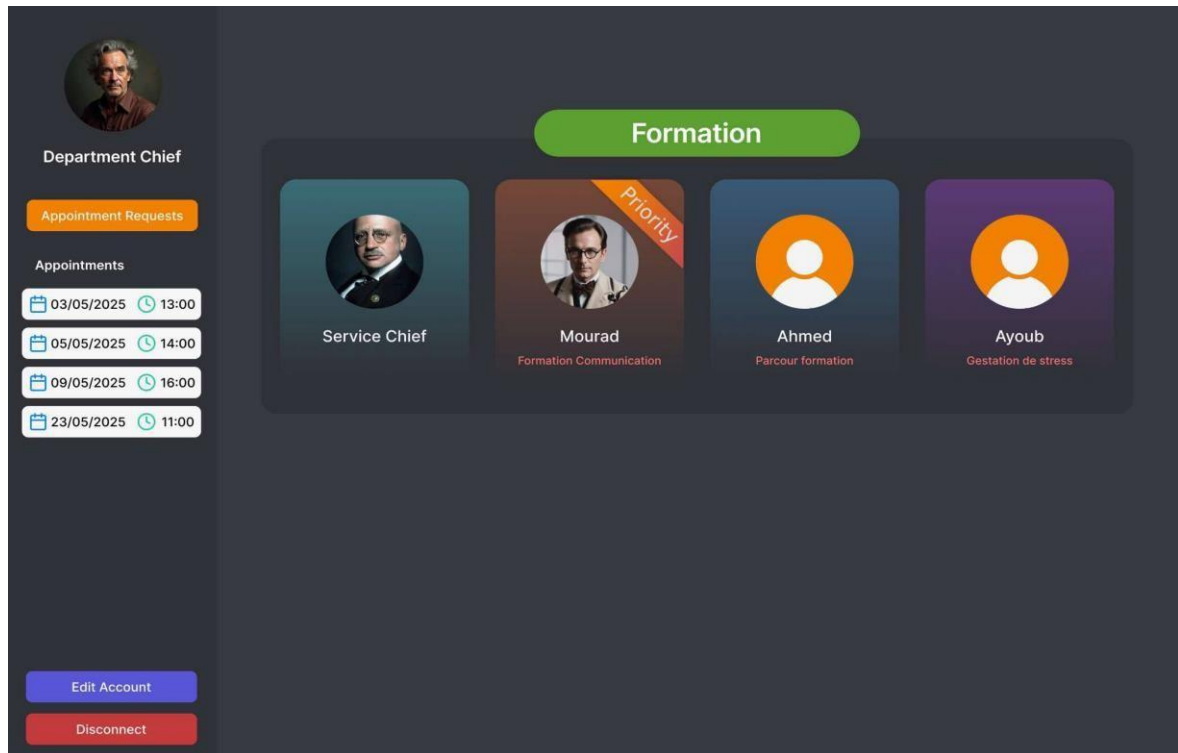 Department Chief
Appointment Requests
Appointments
03/05/2025 13:00
05/05/2025 14:00
09/05/2025 16:00
23/05/2025 11:00
Edit Account
Disconnect
Formation
Service Chief
Priority
Mourad
Formation Communication
Ahmed
Parcour formation
Ayoub
Gestation de stress